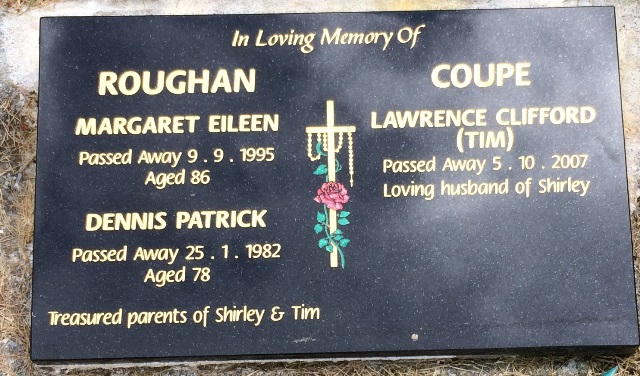 In Loving Memory Of
ROUGHAN
MARGARET EILEEN
Passed Away 9 . 9 . 1995
Aged 86
DENNIS PATRICK
Passed Away 25 . 1 . 1982
Aged 78
Treasured parents of Shirley & Tim
COUPE
LAWRENCE CLIFFORD
(TIM)
Passed Away 5 . 10 . 2007
Loving husband of Shirley